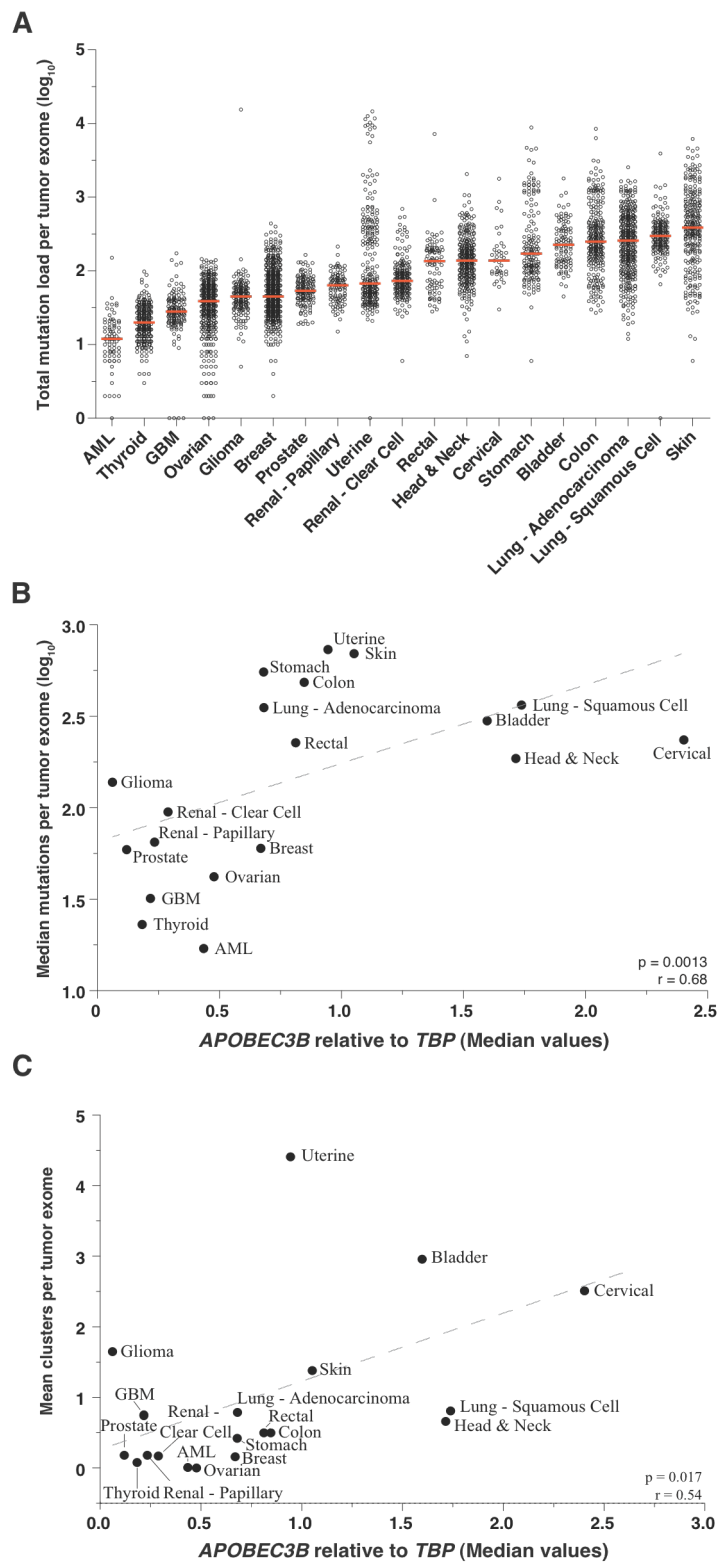 A
Total mutation load per tumor exome (log10)
5
4
3
2
1
0
AML
Thyroid
GBM
Ovarian
Glioma
Breast
Prostate
Renal - Papillary
Uterine
Renal - Clear Cell
Rectal
Head & Neck
Cervical
Stomach
Bladder
Colon
Lung - Adenocarcinoma
Lung - Squamous Cell
Skin
B
Median mutations per tumor exome (log10)
3.0
2.5
2.0
1.5
1.0
Uterine
Skin
Stomach
Colon
Lung - Adenocarcinoma
Lung - Squamous Cell
Bladder
Rectal
Head & Neck
Cervical
Glioma
Renal - Clear Cell
Renal - Papillary
Prostate
Breast
Ovarian
GBM
Thyroid
AML
p = 0.0013
r = 0.68
0 0.5 1.0 1.5 2.0 2.5
APOBEC3B relative to TBP (Median values)
C
Mean clusters per tumor exome
5
4
3
2
1
0
Uterine
Bladder
Cervical
Glioma
Skin
GBM
Lung - Adenocarcinoma
Renal -
Clear Cell
Prostate
Rectal
Colon
Lung - Squamous Cell
Head & Neck
AML
Stomach
Breast
Ovarian
Thyroid
Renal - Papillary
p = 0.017
r = 0.54
0.0 0.5 1.0 1.5 2.0 2.5 3.0
APOBEC3B relative to TBP (Median values)